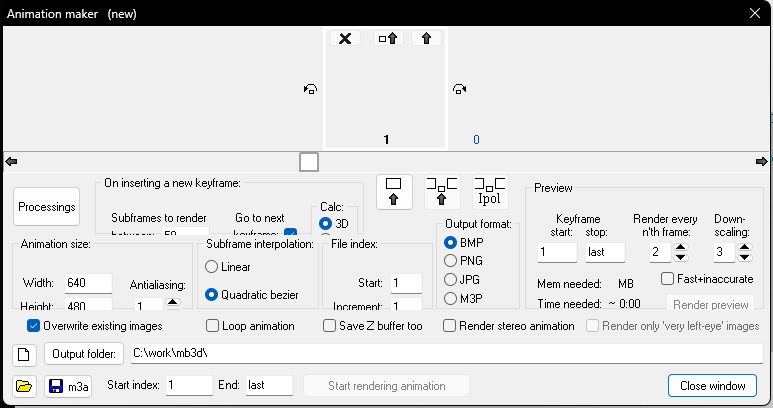 Animation maker (new)
1 0
On inserting a new keyframe:
Processings
Subframes to render
Go to next
Calc:
3D
Ipol
Output format:
BMP
PNG
JPG
M3P
Preview
Keyframe
start: stop:
1 last
Render every
n'th frame:
2
Down-
scaling:
3
Mem needed: MB
Fast+inaccurate
Time needed: ~ 0:00
Render preview
Animation size:
Width: 640
Height: 480
Antialiasing:
1
Subframe interpolation:
Linear
Quadratic bezier
File index:
Start: 1
Increment: 1
Overwrite existing images
Loop animation
Save Z buffer too
Render stereo animation
Render only 'very left-eye' images
Output folder: C:\work\mb3d\
m3a
Start index: 1 End: last
Start rendering animation
Close window